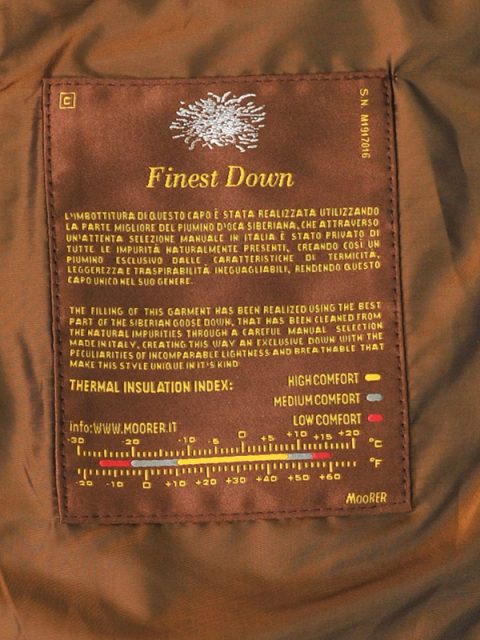 C
S.N. M1917016
Finest Down
L'IMBOTTITURA DI QUESTO CAPO È STATA REALIZZATA UTILIZZANDO
LA PARTE MIGLIORE DEL PIUMINO D'OCA SIBERIANA, CHE ATTRAVERSO
UN'ATTENTA SELEZIONE MANUALE IN ITALIA È STATO PRIVATO DI
TUTTE LE IMPURITÀ NATURALMENTE PRESENTI, CREANDO COSÌ UN
PIUMINO ESCLUSIVO DALLE CARATTERISTICHE DI TERMICITÀ,
LEGGEREZZA E TRASPIRABILITÀ INEGUAGLIABILI, RENDENDO QUESTO
CAPO UNICO NEL SUO GENERE.
THE FILLING OF THIS GARMENT HAS BEEN REALIZED USING THE BEST
PART OF THE SIBERIAN GOOSE DOWN, THAT HAS BEEN CLEANED FROM
THE NATURAL IMPURITIES THROUGH A CAREFUL MANUAL SELECTION
MADE IN ITALY, CREATING THIS WAY AN EXCLUSIVE DOWN WITH THE
PECULIARITIES OF INCOMPARABLE LIGHTNESS AND BREATHABLE THAT
MAKE THIS STYLE UNIQUE IN IT'S KIND
THERMAL INSULATION INDEX: HIGH COMFORT
MEDIUM COMFORT
LOW COMFORT
info: WWW.MOORER.IT
-30 -20 -10 -5 0 +5 +10 +15 +20 °C
°F
-20 -10 0 +10 +20 +30 +40 +50 +60
MOORER